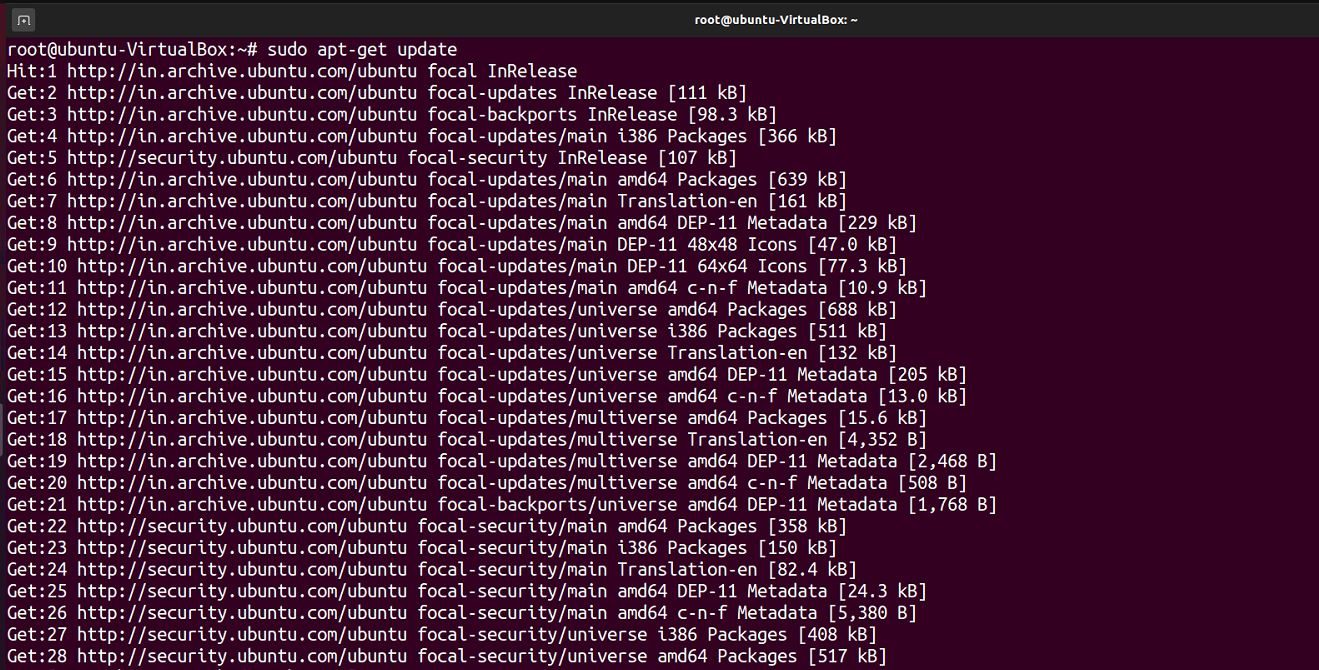 root@ubuntu-VirtualBox: ~
root@ubuntu-VirtualBox:~# sudo apt-get update
Hit:1 http://in.archive.ubuntu.com/ubuntu focal InRelease
Get:2 http://in.archive.ubuntu.com/ubuntu focal-updates InRelease [111 kB]
Get:3 http://in.archive.ubuntu.com/ubuntu focal-backports InRelease [98.3 kB]
Get:4 http://in.archive.ubuntu.com/ubuntu focal-updates/main i386 Packages [366 kB]
Get:5 http://security.ubuntu.com/ubuntu focal-security InRelease [107 kB]
Get:6 http://in.archive.ubuntu.com/ubuntu focal-updates/main amd64 Packages [639 kB]
Get:7 http://in.archive.ubuntu.com/ubuntu focal-updates/main Translation-en [161 kB]
Get:8 http://in.archive.ubuntu.com/ubuntu focal-updates/main amd64 DEP-11 Metadata [229 kB]
Get:9 http://in.archive.ubuntu.com/ubuntu focal-updates/main DEP-11 48x48 Icons [47.0 kB]
Get:10 http://in.archive.ubuntu.com/ubuntu focal-updates/main DEP-11 64x64 Icons [77.3 kB]
Get:11 http://in.archive.ubuntu.com/ubuntu focal-updates/main amd64 c-n-f Metadata [10.9 kB]
Get:12 http://in.archive.ubuntu.com/ubuntu focal-updates/universe amd64 Packages [688 kB]
Get:13 http://in.archive.ubuntu.com/ubuntu focal-updates/universe i386 Packages [511 kB]
Get:14 http://in.archive.ubuntu.com/ubuntu focal-updates/universe Translation-en [132 kB]
Get:15 http://in.archive.ubuntu.com/ubuntu focal-updates/universe amd64 DEP-11 Metadata [205 kB]
Get:16 http://in.archive.ubuntu.com/ubuntu focal-updates/universe amd64 c-n-f Metadata [13.0 kB]
Get:17 http://in.archive.ubuntu.com/ubuntu focal-updates/multiverse amd64 Packages [15.6 kB]
Get:18 http://in.archive.ubuntu.com/ubuntu focal-updates/multiverse Translation-en [4,352 B]
Get:19 http://in.archive.ubuntu.com/ubuntu focal-updates/multiverse amd64 DEP-11 Metadata [2,468 B]
Get:20 http://in.archive.ubuntu.com/ubuntu focal-updates/multiverse amd64 c-n-f Metadata [508 B]
Get:21 http://in.archive.ubuntu.com/ubuntu focal-backports/universe amd64 DEP-11 Metadata [1,768 B]
Get:22 http://security.ubuntu.com/ubuntu focal-security/main amd64 Packages [358 kB]
Get:23 http://security.ubuntu.com/ubuntu focal-security/main i386 Packages [150 kB]
Get:24 http://security.ubuntu.com/ubuntu focal-security/main Translation-en [82.4 kB]
Get:25 http://security.ubuntu.com/ubuntu focal-security/main amd64 DEP-11 Metadata [24.3 kB]
Get:26 http://security.ubuntu.com/ubuntu focal-security/main amd64 c-n-f Metadata [5,380 B]
Get:27 http://security.ubuntu.com/ubuntu focal-security/universe i386 Packages [408 kB]
Get:28 http://security.ubuntu.com/ubuntu focal-security/universe amd64 Packages [517 kB]